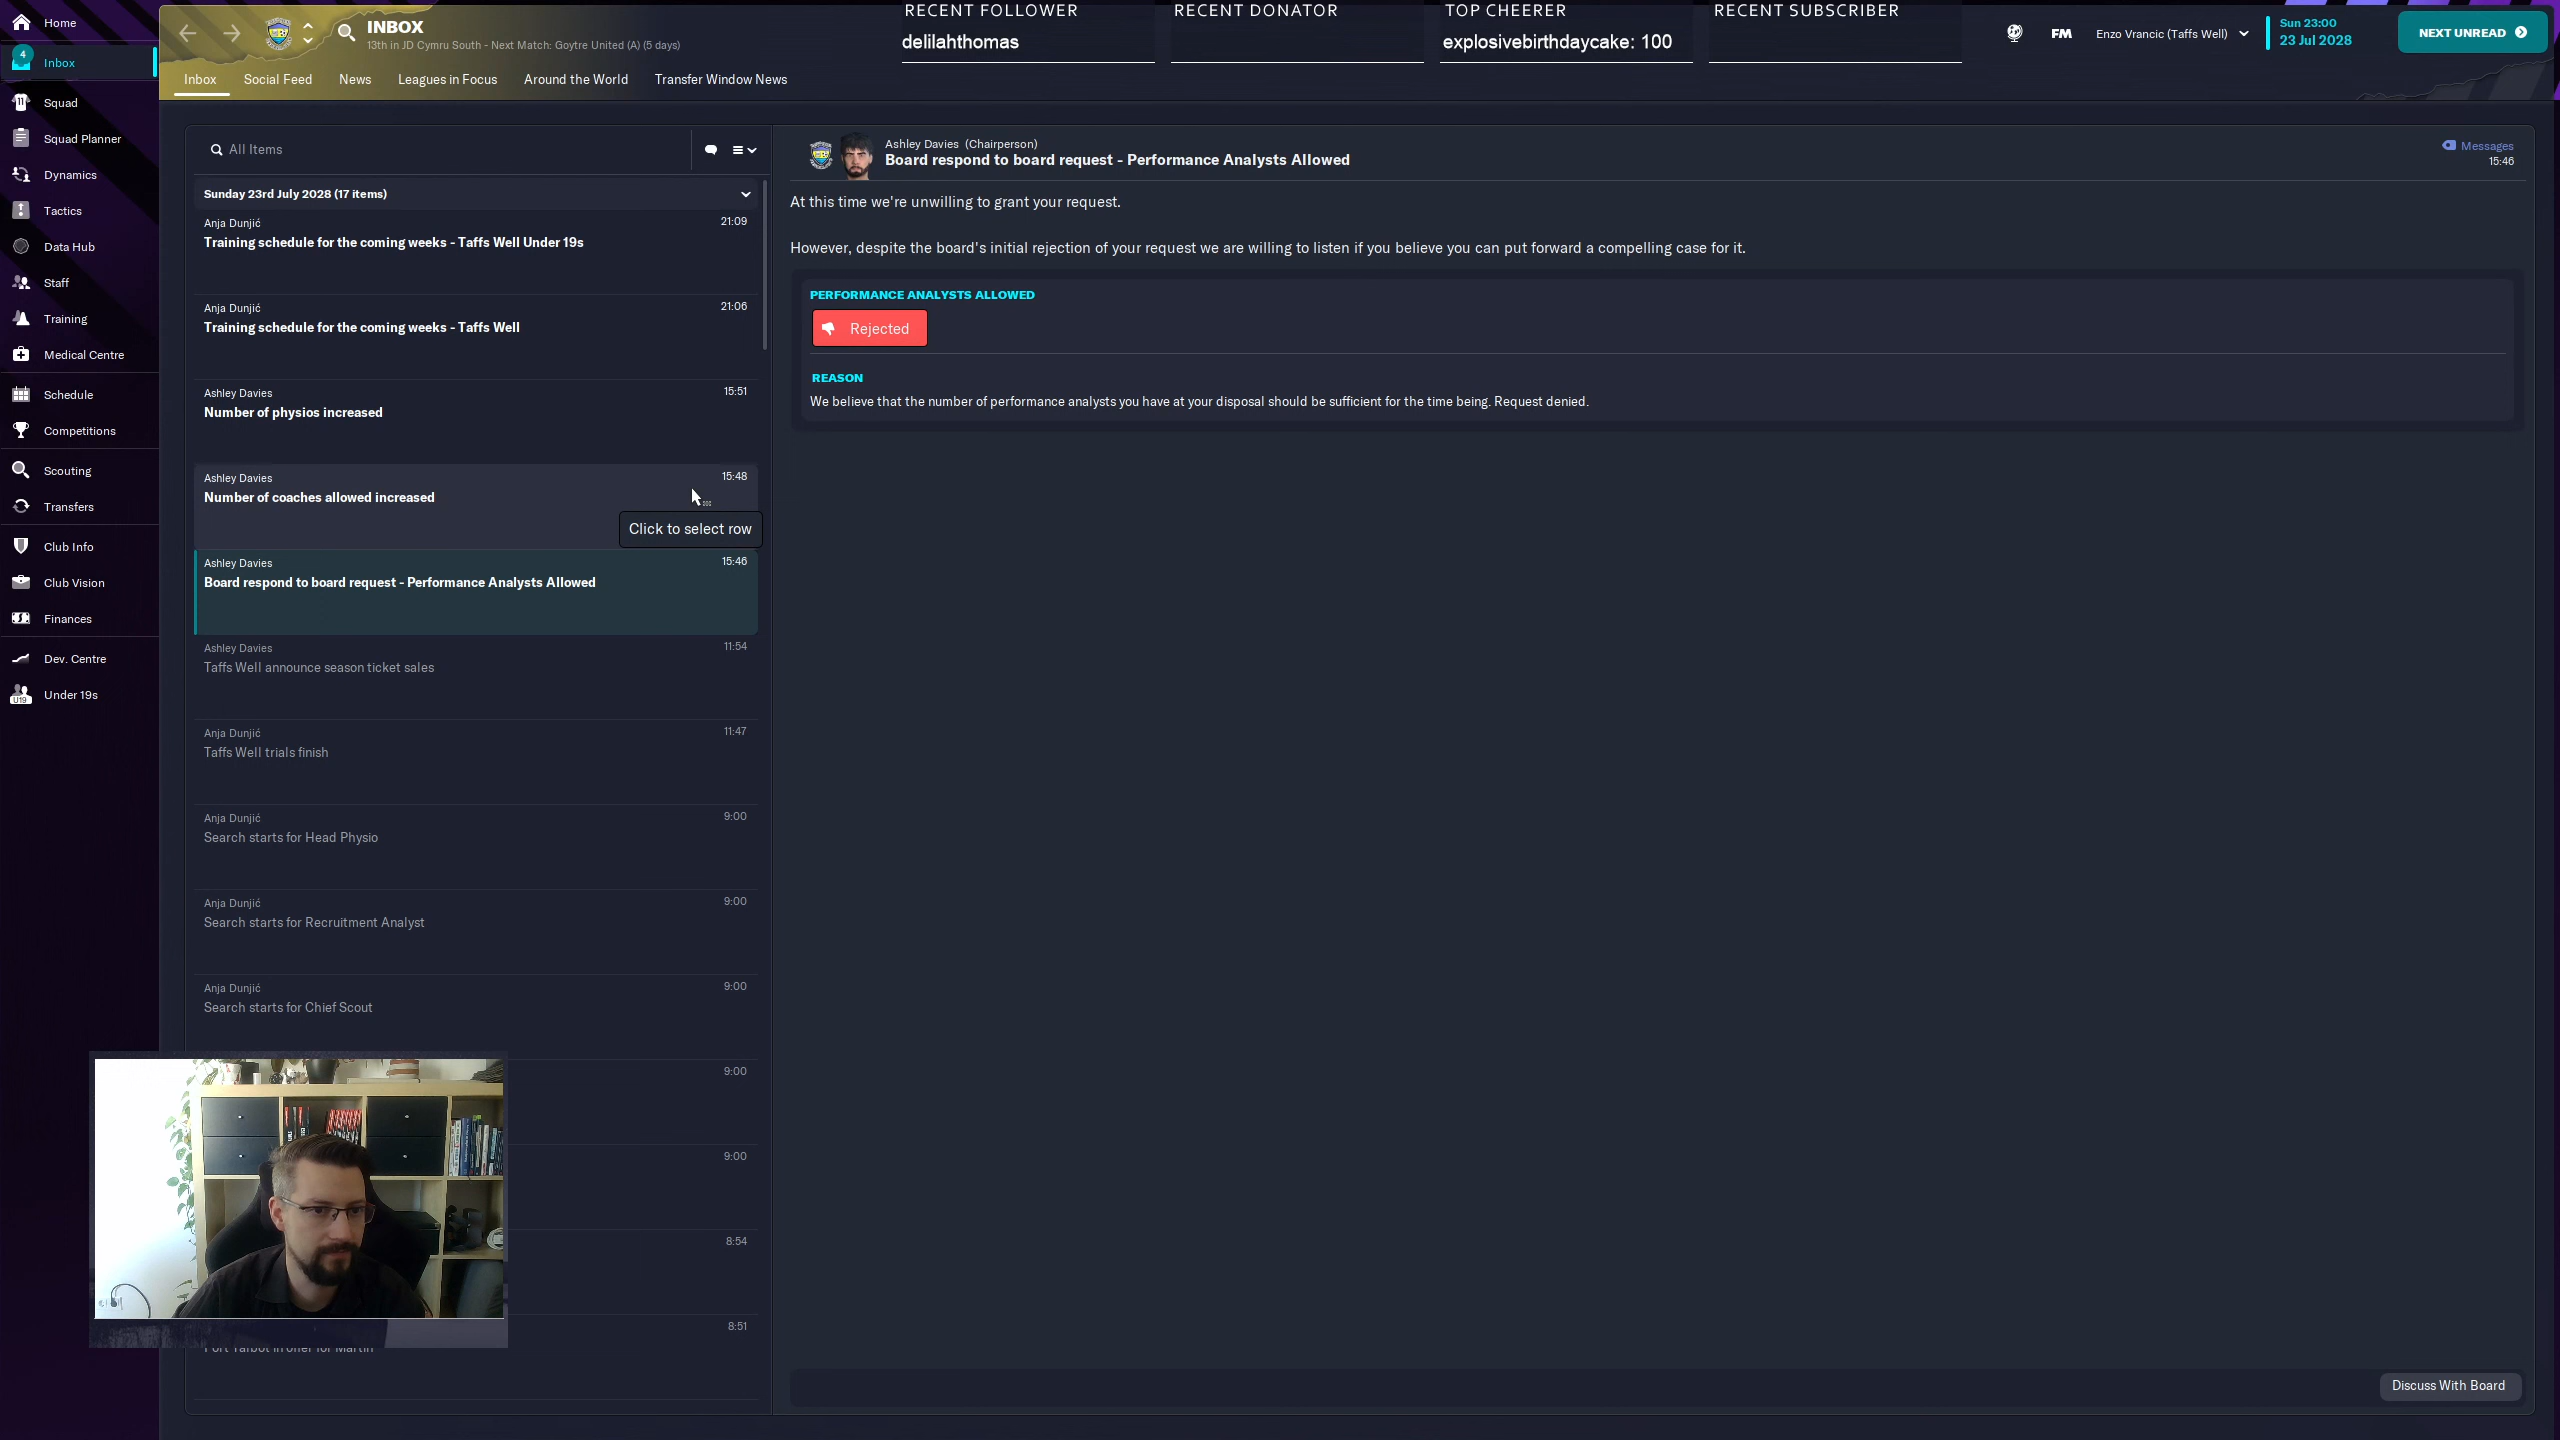 Home
4
Inbox
Squad
Squad Planner
Dynamics
Tactics
Data Hub
Staff
Training
Medical Centre
Schedule
Competitions
Scouting
Transfers
Club Info
Club Vision
Finances
Dev. Centre
U19
Under 19s
INBOX
13th in JD Cymru South - Next Match: Goytre United (A) (5 days)
Inbox
Social Feed
News
Leagues in Focus
Around the World
Transfer Window News
RECENT FOLLOWER
delilahthomas
RECENT DONATOR
TOP CHEERER
explosivebirthdaycake: 100
RECENT SUBSCRIBER
FM
Enzo Vrancic (Taffs Well)
Sun 23:00
23 Jul 2028
NEXT UNREAD
All Items
Sunday 23rd July 2028 (17 items)
Anja Dunjić 21:09
Training schedule for the coming weeks - Taffs Well Under 19s
Anja Dunjić 21:06
Training schedule for the coming weeks - Taffs Well
Ashley Davies 15:51
Number of physios increased
Ashley Davies 15:48
Number of coaches allowed increased
Click to select row
Ashley Davies 15:46
Board respond to board request - Performance Analysts Allowed
Ashley Davies 11:54
Taffs Well announce season ticket sales
Anja Dunjić 11:47
Taffs Well trials finish
Anja Dunjić 9:00
Search starts for Head Physio
Anja Dunjić 9:00
Search starts for Recruitment Analyst
Anja Dunjić 9:00
Search starts for Chief Scout
9:00
9:00
8:54
8:51
Ashley Davies (Chairperson)
Board respond to board request - Performance Analysts Allowed
Messages
15:46
At this time we're unwilling to grant your request.
However, despite the board's initial rejection of your request we are willing to listen if you believe you can put forward a compelling case for it.
PERFORMANCE ANALYSTS ALLOWED
Rejected
REASON
We believe that the number of performance analysts you have at your disposal should be sufficient for the time being. Request denied.
Discuss With Board